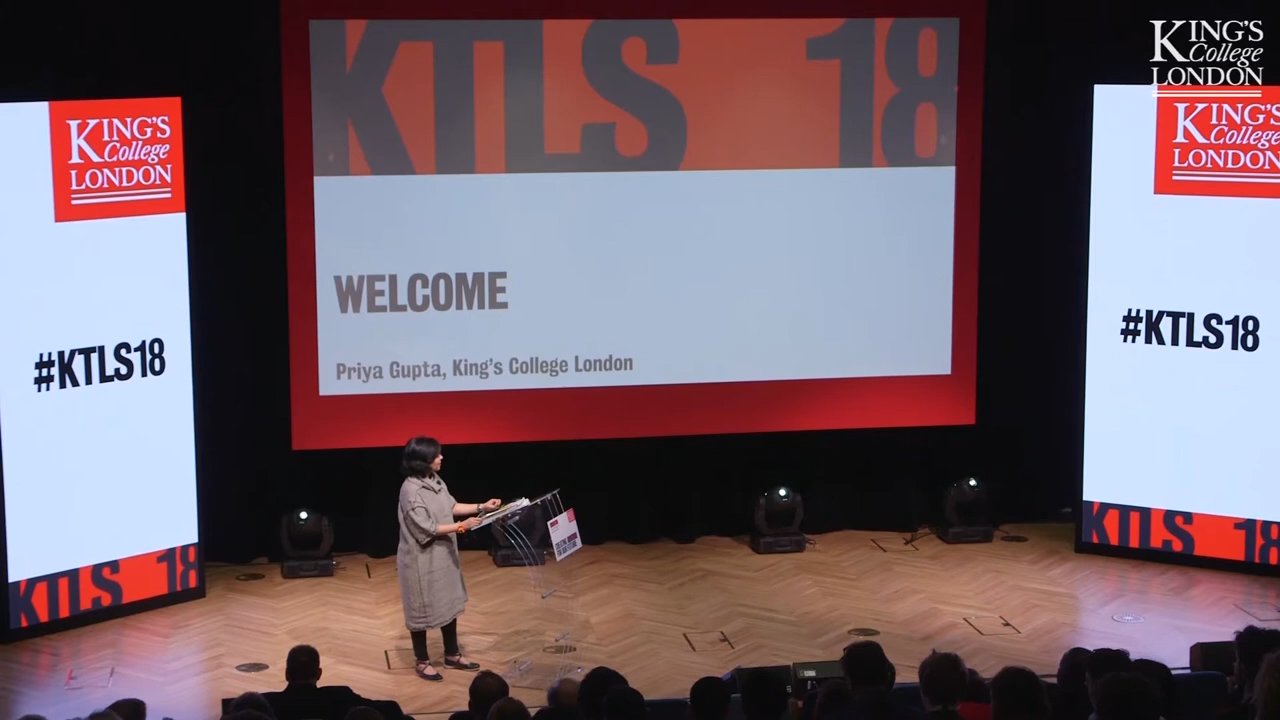 KING'S
College
LONDON
KTLS 18
KING'S
College
LONDON
KING'S
College
LONDON
WELCOME
Priya Gupta, King's College London
#KTLS18
#KTLS18
KTLS 18
KTLS 18